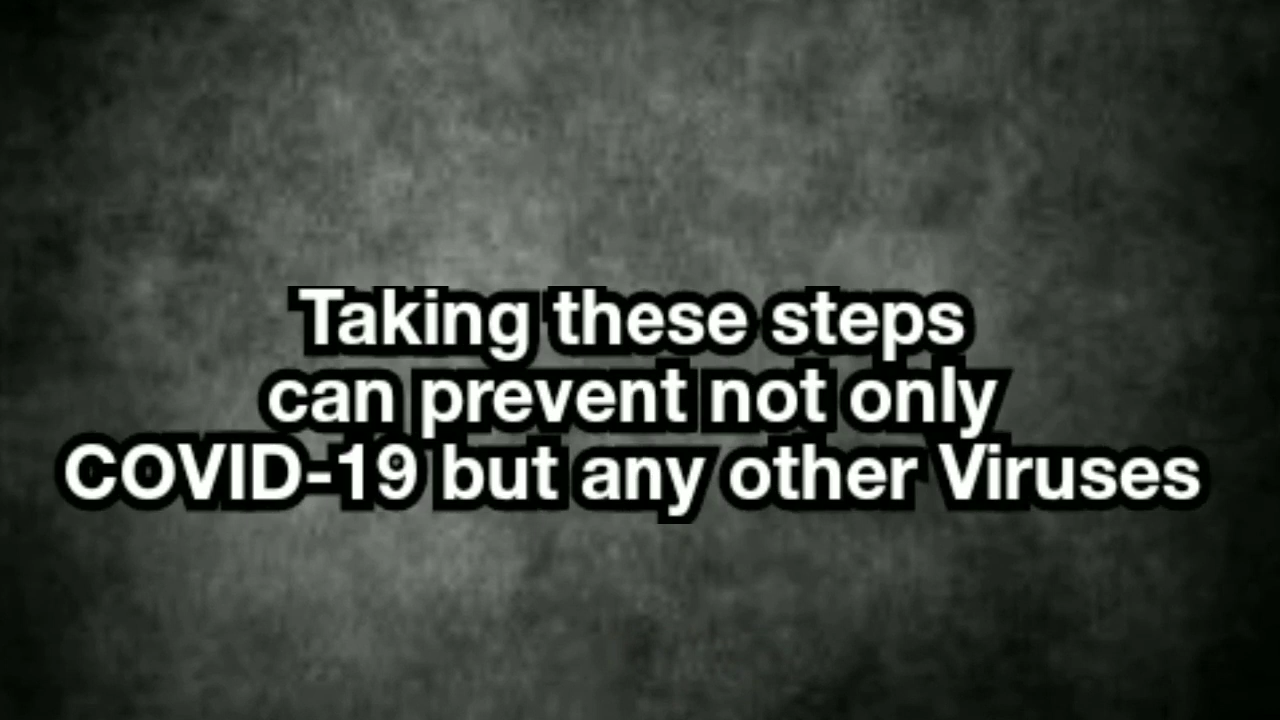 Taking these steps
can prevent not only
COVID-19 but any other Viruses